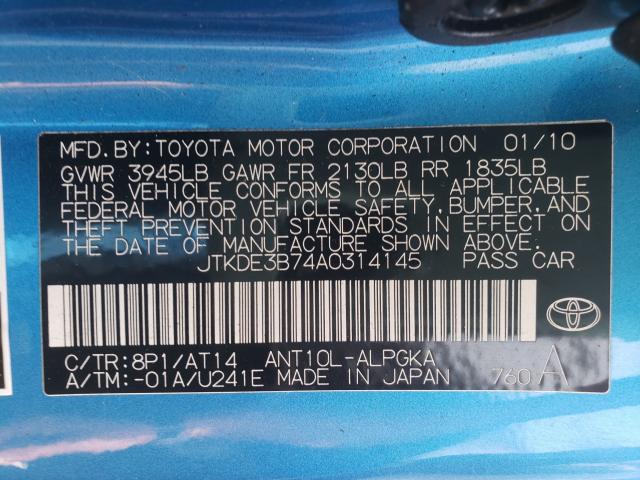 MFD.BY:TOYOTA MOTOR CORPORATION 01/10
GVWR 3945LB GAWR FR 2130LB RR 1835LB
THIS VEHICLE CONFORMS TO ALL APPLICABLE
FEDERAL MOTOR VEHICLE SAFETY,BUMPER,AND
THEFT PREVENTION STANDARDS IN EFFECT ON
THE DATE OF MANUFACTURE SHOWN ABOVE.
JTKDE3B74A0314145 PASS CAR
C/TR:8P1/AT14 ANT10L-ALPGKA
A/TM:-01A/U241E MADE IN JAPAN 760 A